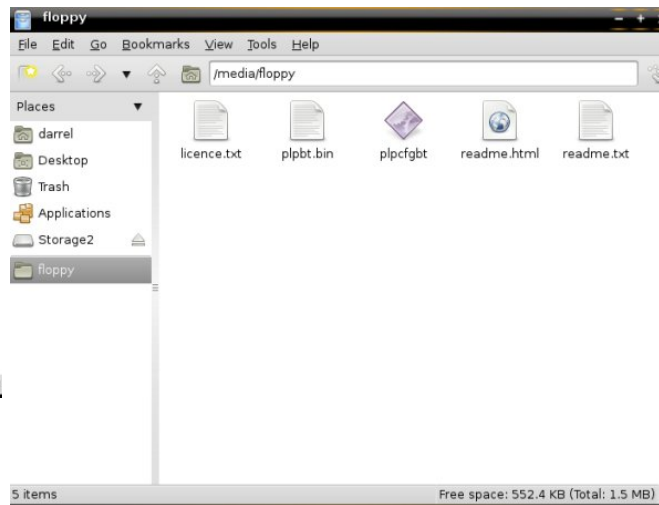 floppy
File Edit Go Bookmarks View Tools Help
/media/floppy
Places
darrel
Desktop
Trash
Applications
Storage2
floppy
licence.txt plpbt.bin plpcfgbt readme.html readme.txt
5 items Free space: 552.4 KB (Total: 1.5 MB)